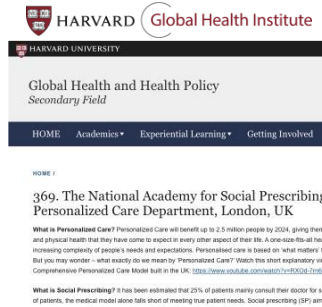 HARVARD Global Health Institute
HARVARD UNIVERSITY
Global Health and Health Policy
Secondary Field
HOME Academics▾ Experiential Learning▾ Getting Involved
HOME /
369. The National Academy for Social Prescribing
Personalized Care Department, London, UK
What is Personalized Care? Personalized Care will benefit up to 2.5 million people by 2024, giving them
and physical health that they have come to expect in every other aspect of their life. A one-size-fits-all hea
increasing complexity of people's needs and expectations. Personalised care is based on 'what matters'
But you may wonder – what exactly do we mean by 'Personalized Care'? Watch this short explanatory vi
Comprehensive Personalized Care Model built in the UK: https://www.youtube.com/watch?v=
What is Social Prescribing? It has been estimated that 25% of patients mainly consult their doctor for s
of patients, the medical model alone falls short of meeting true patient needs. Social prescribing (SP) aim